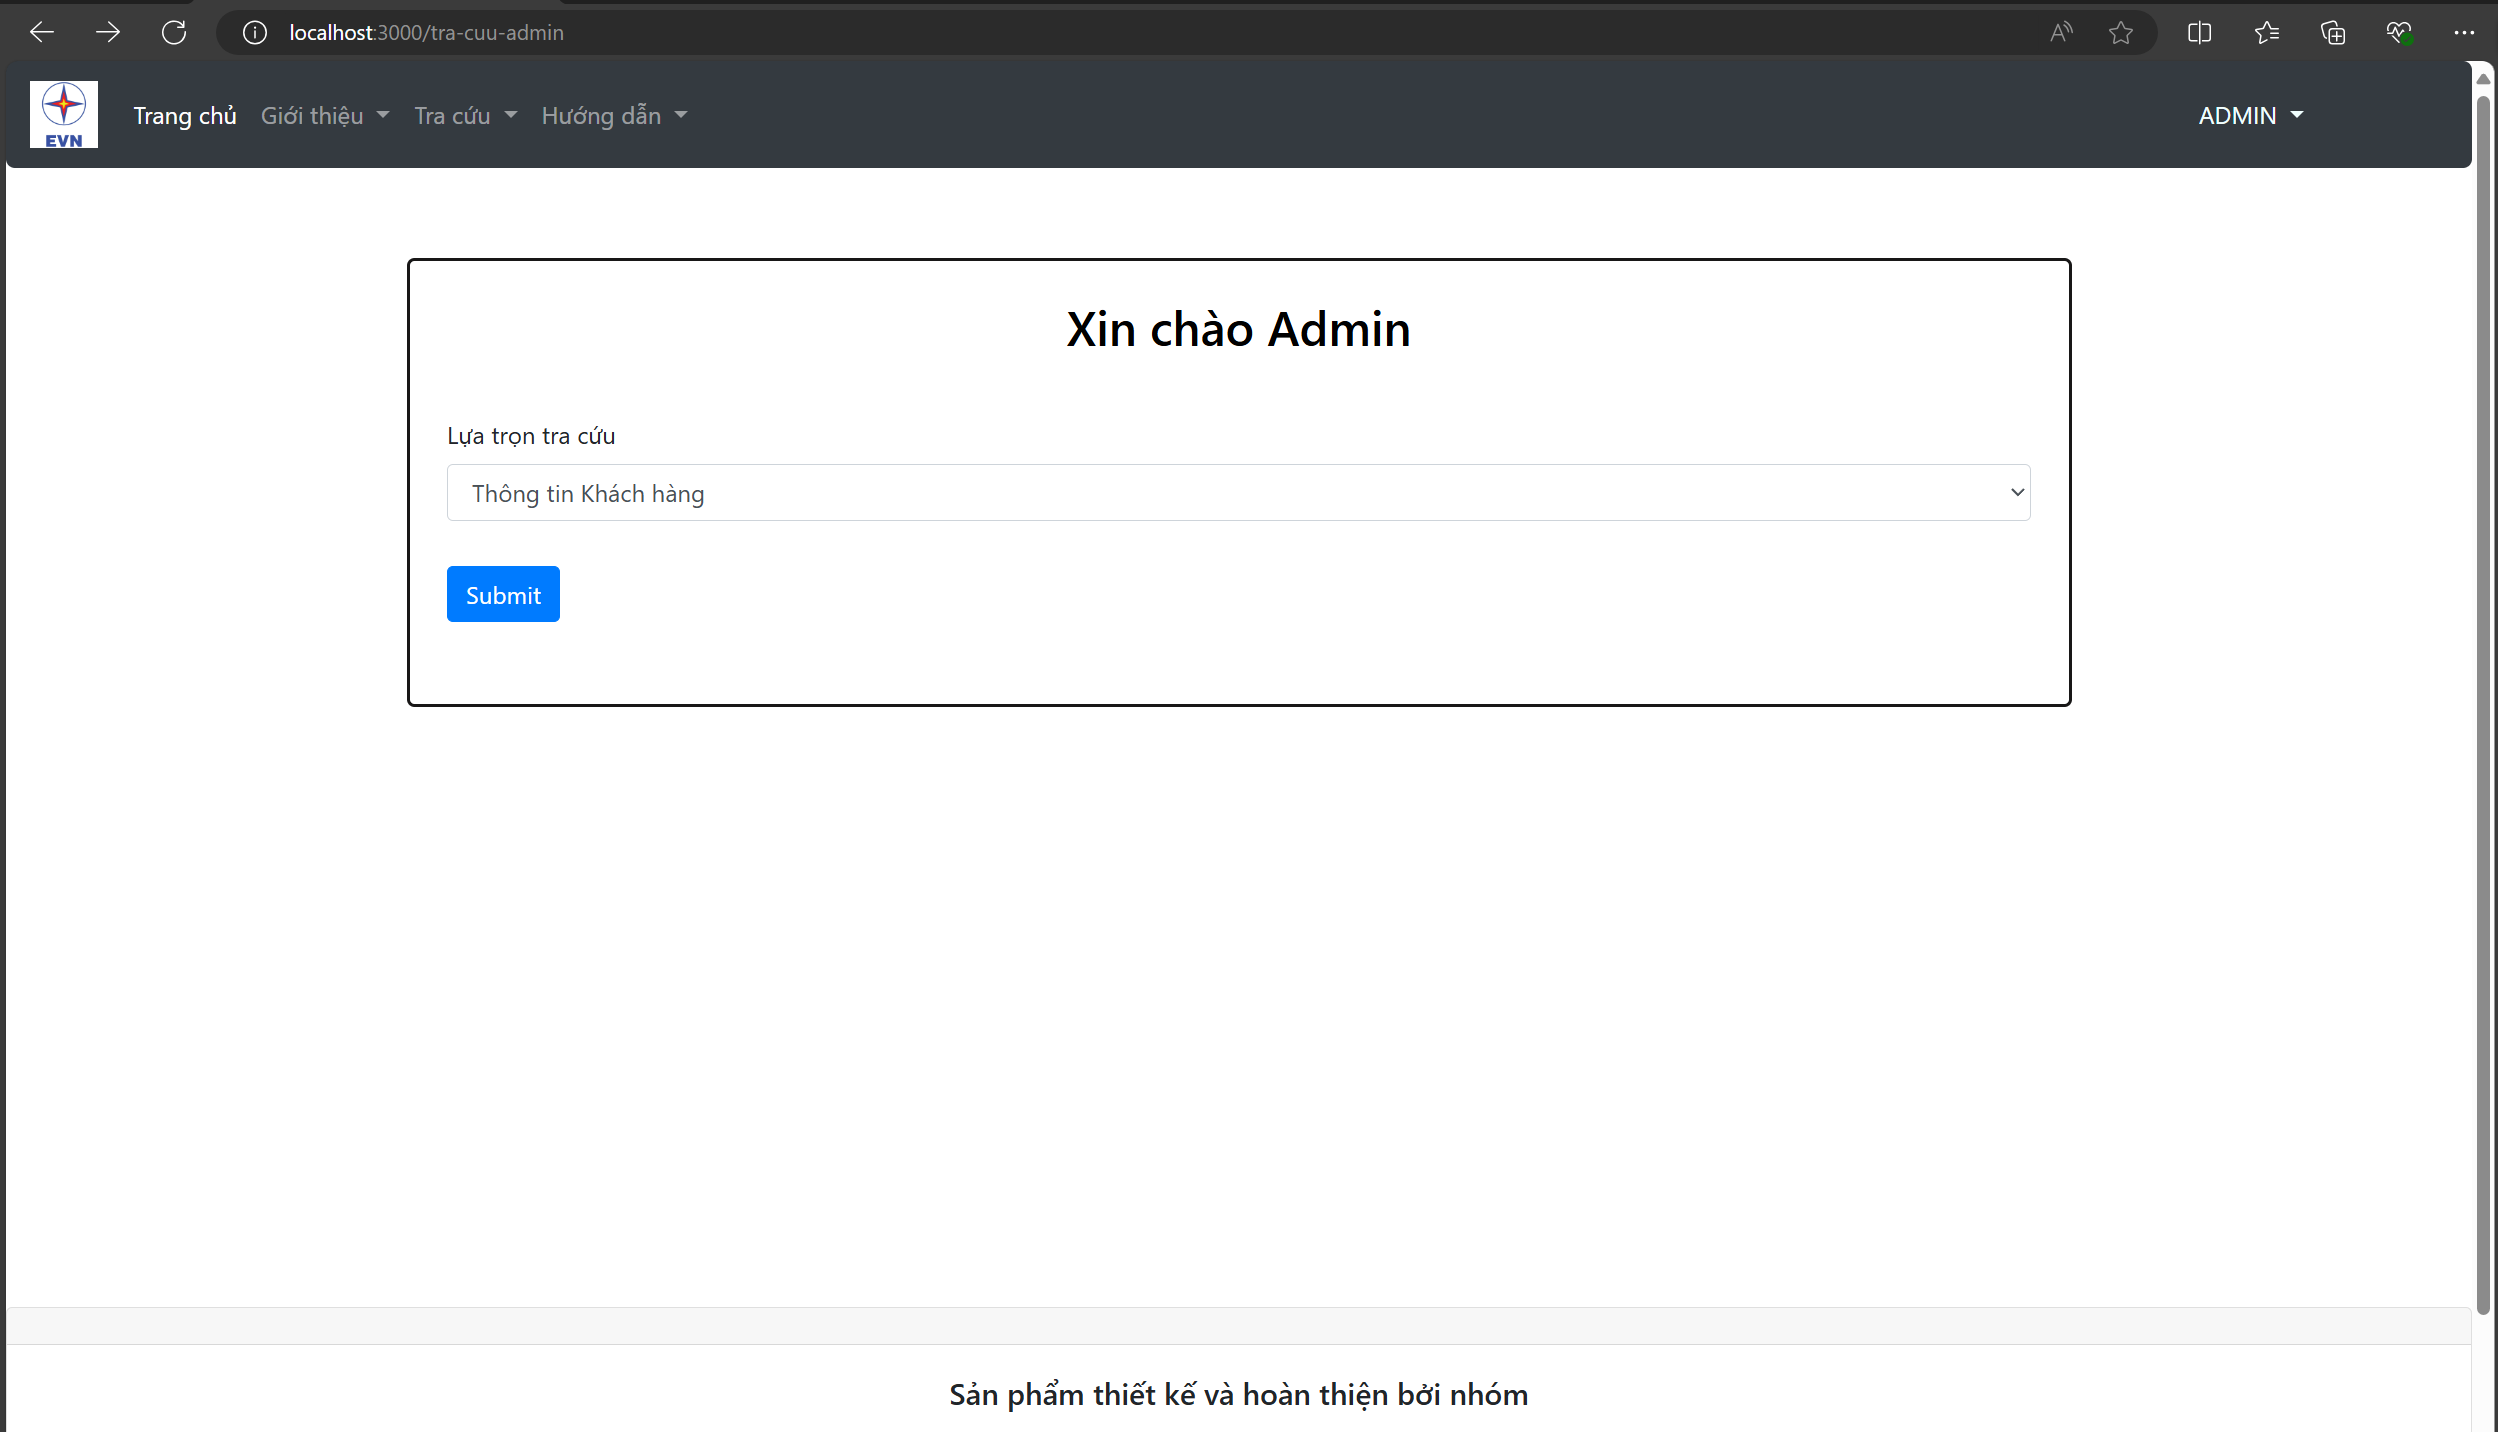 localhost:3000/tra-cuu-admin
EVN
Trang chủ Giới thiệu Tra cứu Hướng dẫn ADMIN
Xin chào Admin
Lựa trọn tra cứu
Thông tin Khách hàng
Submit
Sản phẩm thiết kế và hoàn thiện bởi nhóm